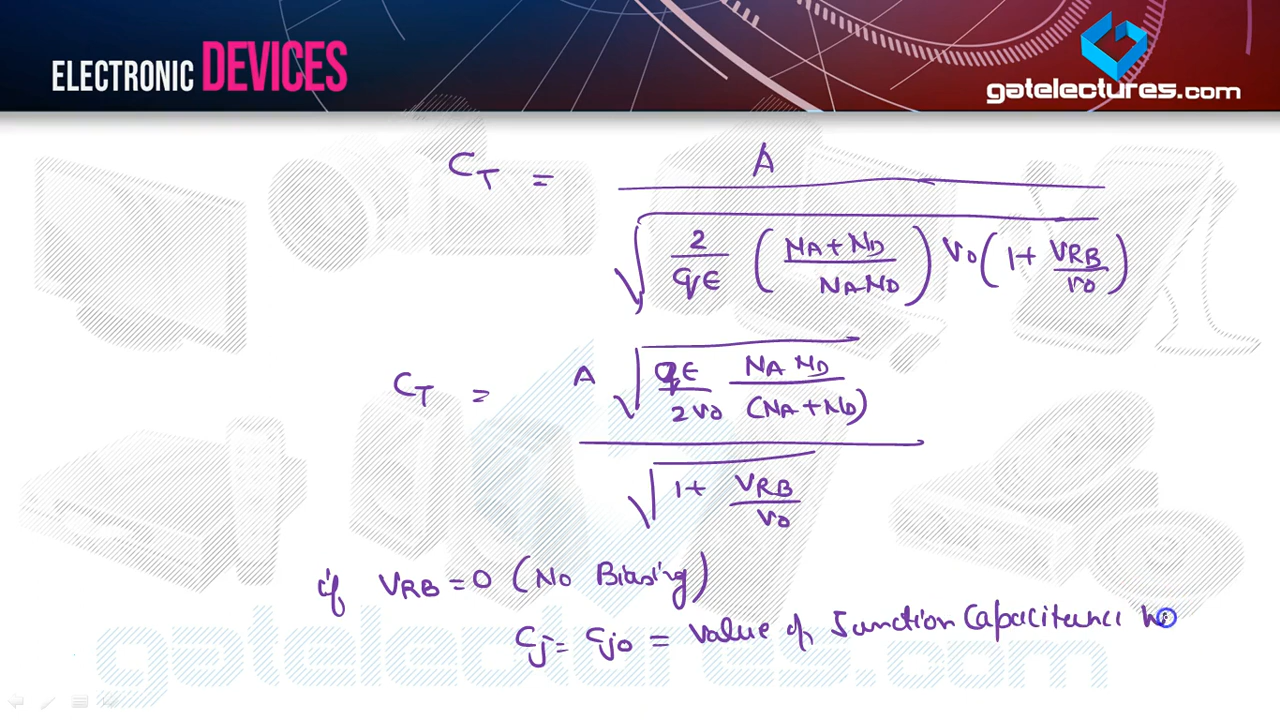 ELECTRONIC DEVICES
gatelectures.com
C_T = A / √( 2/qϵ ( (NA + ND) / (NA ND) ) V0 ( 1 + VRB/V0 ) )
C_T = A √( qϵ/2V0 · NA ND / (NA + ND) ) / √( 1 + VRB/V0 )
if VRB = 0 (No Biasing)
Cj = Cj0 = value of Junction Capacitance
gatelectures.com